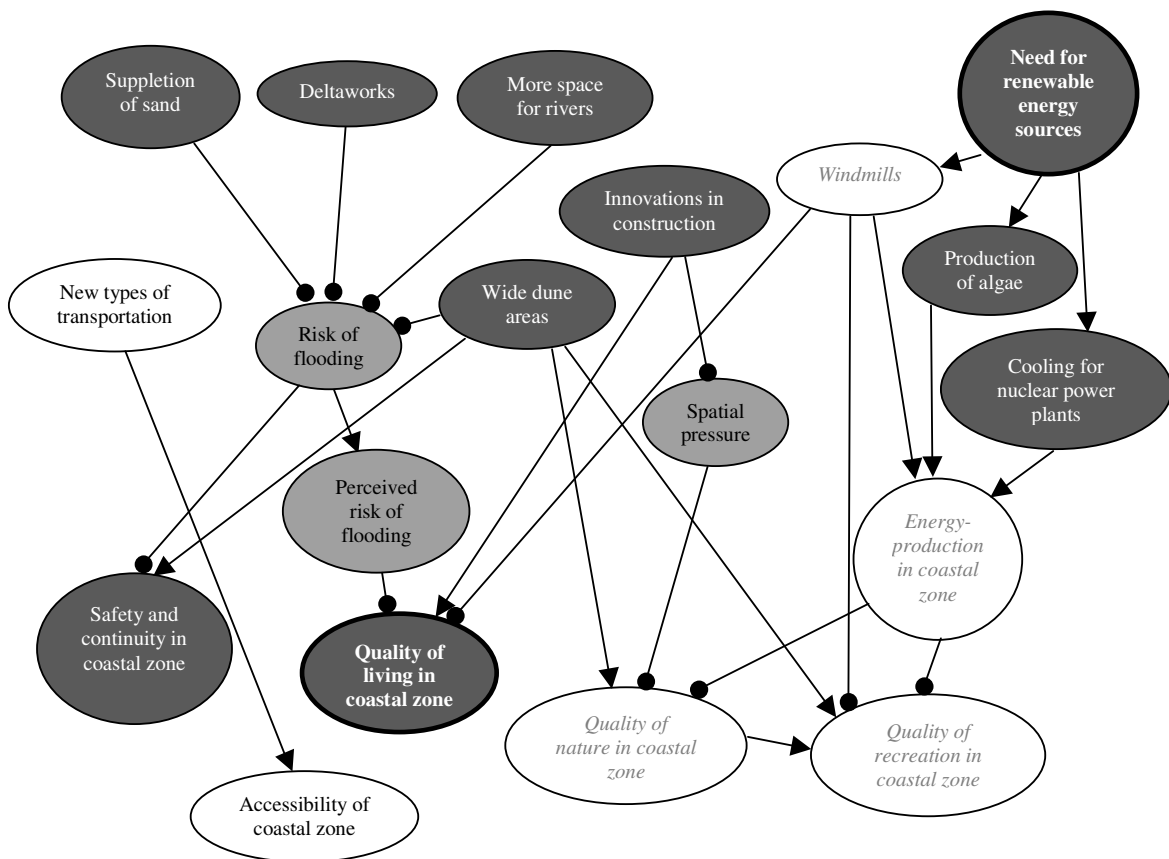 Suppletion
of sand
Deltaworks
More space
for rivers
Need for
renewable
energy
sources
Windmills
Innovations in
construction
Production
of algae
New types of
transportation
Wide dune
areas
Risk of
flooding
Cooling for
nuclear power
plants
Spatial
pressure
Perceived
risk of
flooding
Energy-
production
in coastal
zone
Safety and
continuity in
coastal zone
Quality of
living in
coastal zone
Quality of
nature in coastal
zone
Quality of
recreation in
coastal zone
Accessibility of
coastal zone